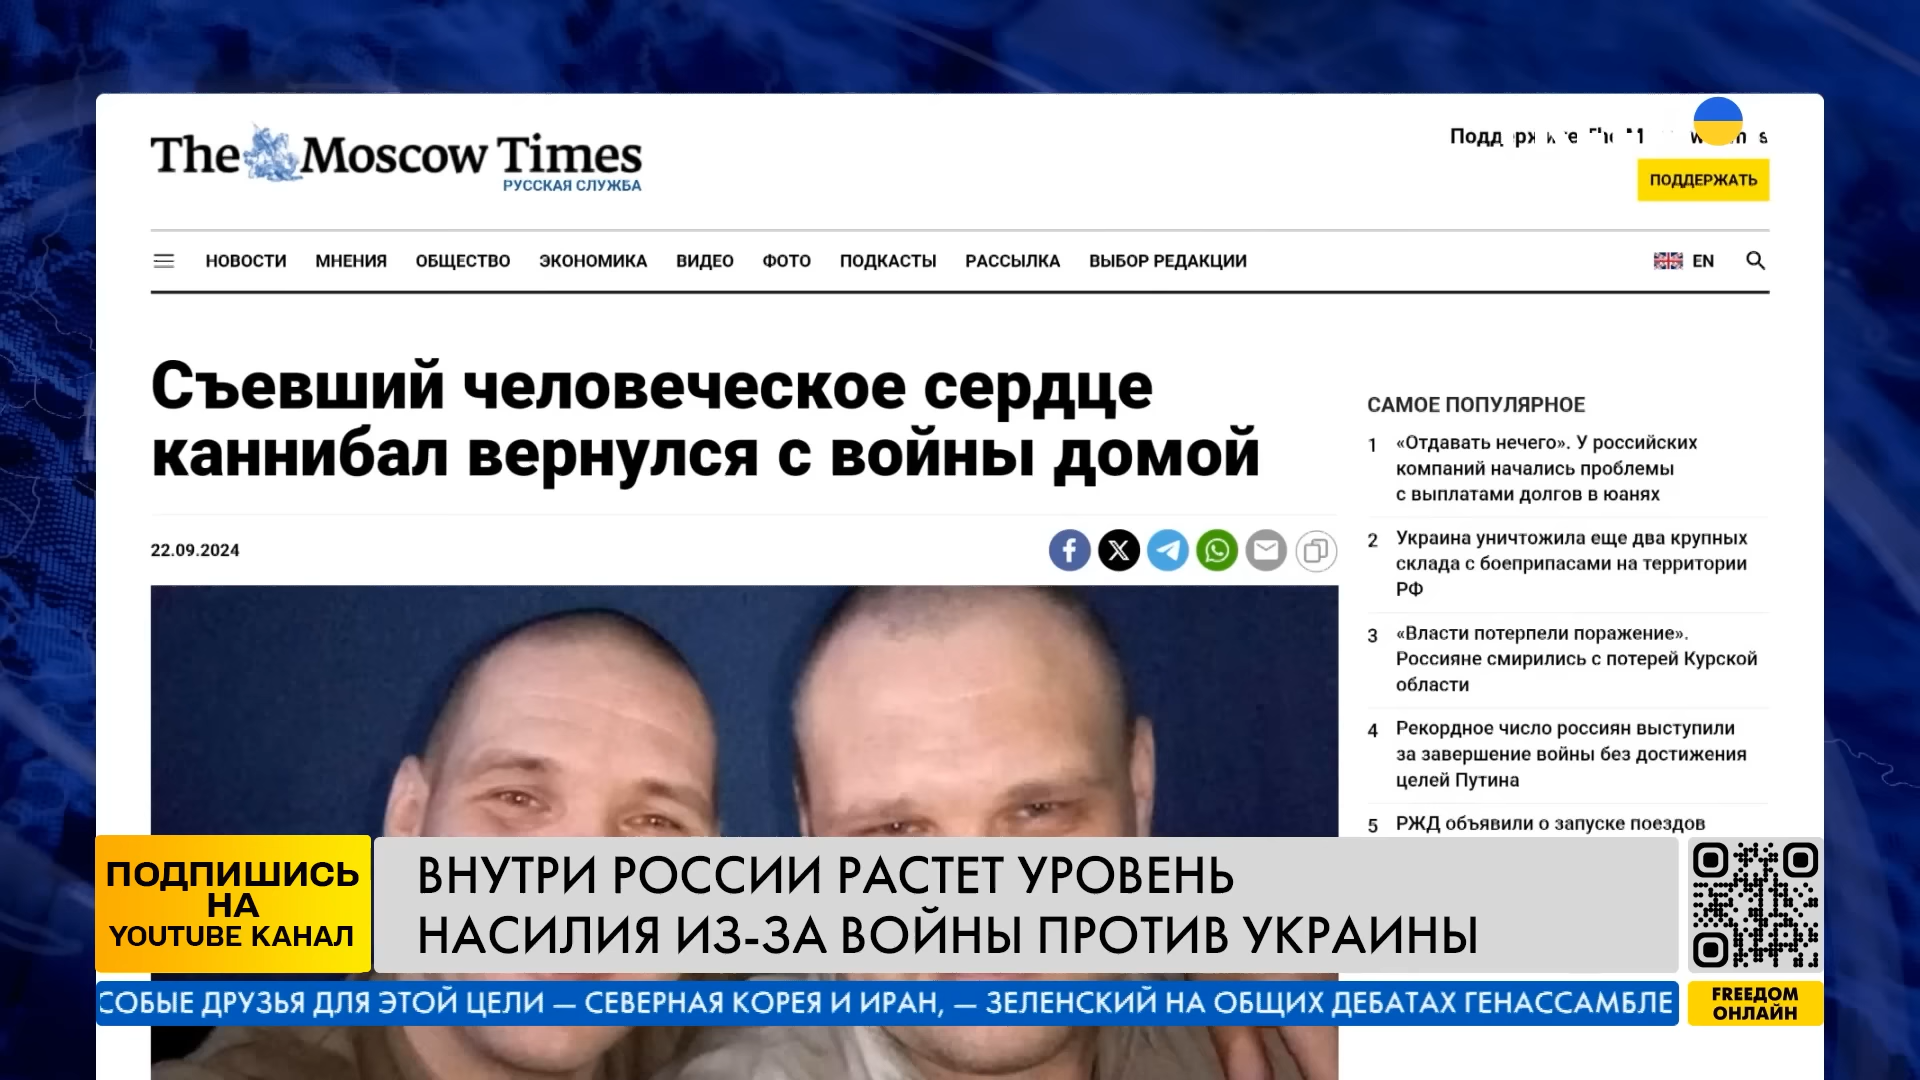 The Moscow Times
РУССКАЯ СЛУЖБА
ПОДДЕРЖАТЬ
НОВОСТИ МНЕНИЯ ОБЩЕСТВО ЭКОНОМИКА ВИДЕО ФОТО ПОДКАСТЫ РАССЫЛКА ВЫБОР РЕДАКЦИИ EN
Съевший человеческое сердце
каннибал вернулся с войны домой
22.09.2024
САМОЕ ПОПУЛЯРНОЕ
1 «Отдавать нечего». У российских
компаний начались проблемы
с выплатами долгов в юанях
2 Украина уничтожила еще два крупных
склада с боеприпасами на территории
РФ
3 «Власти потерпели поражение».
Россияне смирились с потерей Курской
области
4 Рекордное число россиян выступили
за завершение войны без достижения
целей Путина
5 РЖД объявили о запуске поездов
ПОДПИШИСЬ
НА
YOUTUBE КАНАЛ
ВНУТРИ РОССИИ РАСТЕТ УРОВЕНЬ
НАСИЛИЯ ИЗ-ЗА ВОЙНЫ ПРОТИВ УКРАИНЫ
СОБЫЕ ДРУЗЬЯ ДЛЯ ЭТОЙ ЦЕЛИ — СЕВЕРНАЯ КОРЕЯ И ИРАН, — ЗЕЛЕНСКИЙ НА ОБЩИХ ДЕБАТАХ ГЕНАССАМБЛЕ
FREEДОМ
ОНЛАЙН